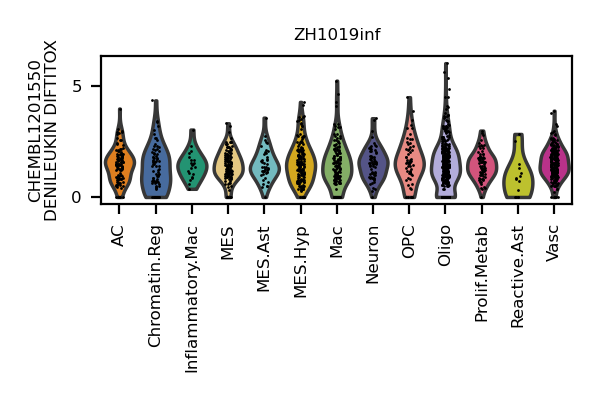 ZH1019inf
CHEMBL1201550
DENILEUKIN DIFTITOX
5
0
AC
Chromatin.Reg
Inflammatory.Mac
MES
MES.Ast
MES.Hyp
Mac
Neuron
OPC
Oligo
Prolif.Metab
Reactive.Ast
Vasc